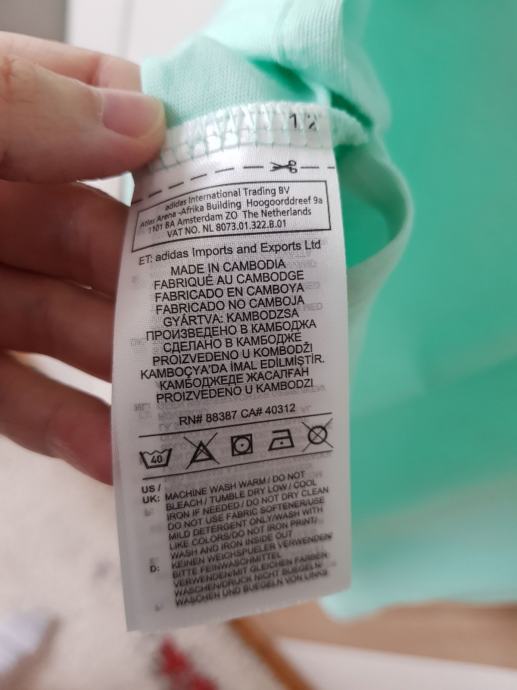 12
adidas International Trading BV
Atlas Arena -Afrika Building Hoogoorddreef 9a
1101 BA Amsterdam ZO The Netherlands
VAT NO. NL 8073.01.322.B.01
ET: adidas Imports and Exports Ltd
MADE IN CAMBODIA
FABRIQUÉ AU CAMBODGE
FABRICADO EN CAMBOYA
FABRICADO NO CAMBOJA
GYÁRTVA: KAMBODZSA
ПРОИЗВЕДЕНО В КАМБОДЖА
СДЕЛАНО В КАМБОДЖЕ
PROIZVEDENO U KOMBODŽI
KAMBOÇYA'DA İMAL EDİLMİŞTİR.
КАМБОДЖЕДЕ ЖАСАЛҒАН
PROIZVEDENO U KAMBODZI
RN# 88387 CA# 40312
40
US / UK: MACHINE WASH WARM / DO NOT
BLEACH / TUMBLE DRY LOW / COOL
IRON IF NEEDED / DO NOT DRY CLEAN
DO NOT USE FABRIC SOFTENER/USE
MILD DETERGENT ONLY/WASH WITH
LIKE COLORS/DO NOT IRON PRINT/
WASH AND IRON INSIDE OUT
D: KEINEN WEICHSPUELER VERWENDEN/
BITTE FEINWASCHMITTEL
VERWENDEN/MIT GLEICHEN FARBEN
WASCHEN/DRUCK NICHT BUEGELN/
WASCHEN UND BUEGELN VON LINKS